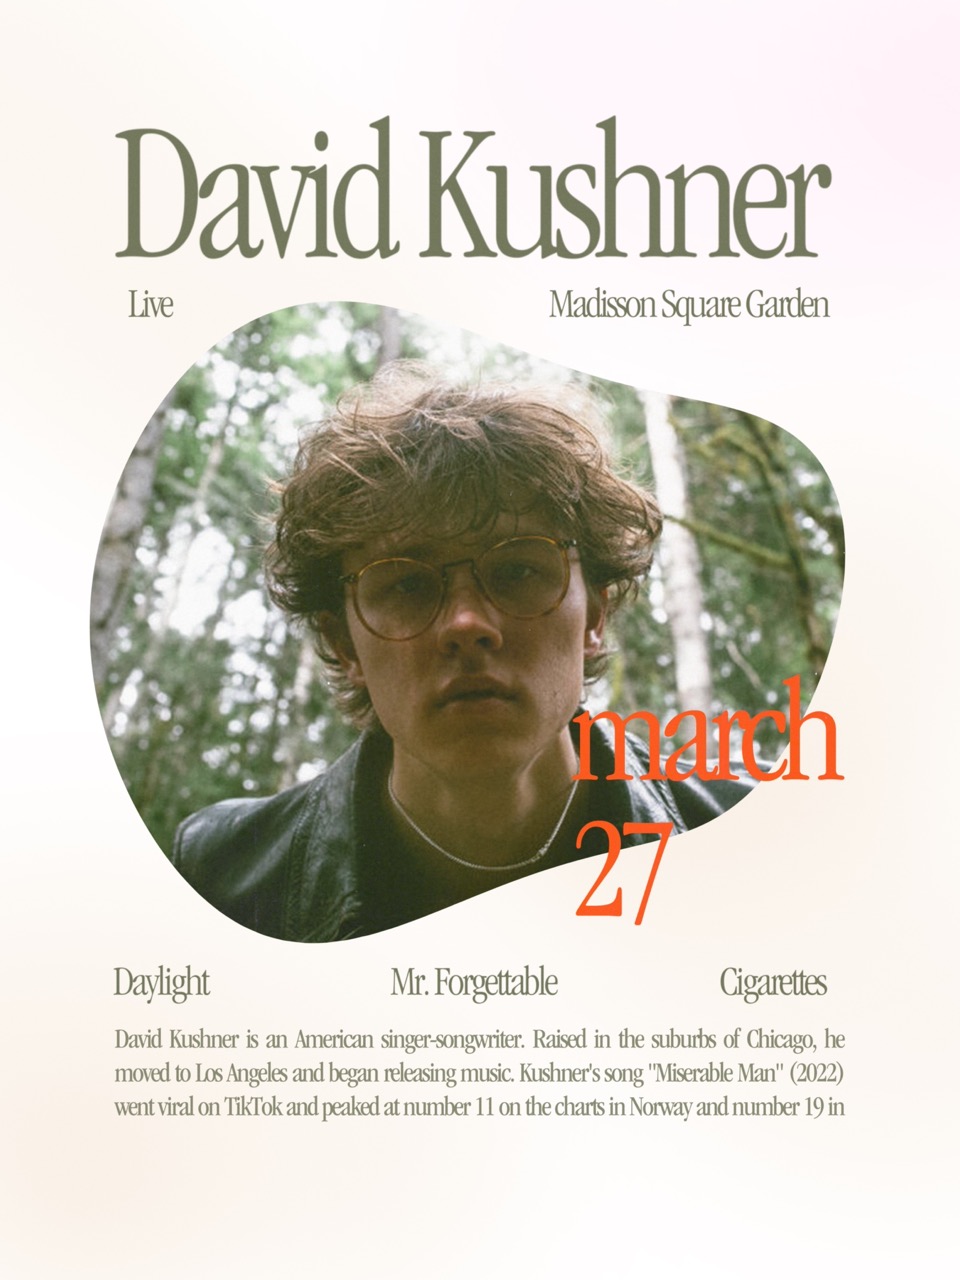 David Kushner
Live Madisson Square Garden
march
27
Daylight Mr. Forgettable Cigarettes
David Kushner is an American singer-songwriter. Raised in the suburbs of Chicago, he
moved to Los Angeles and began releasing music. Kushner's song "Miserable Man" (2022)
went viral on TikTok and peaked at number 11 on the charts in Norway and number 19 in